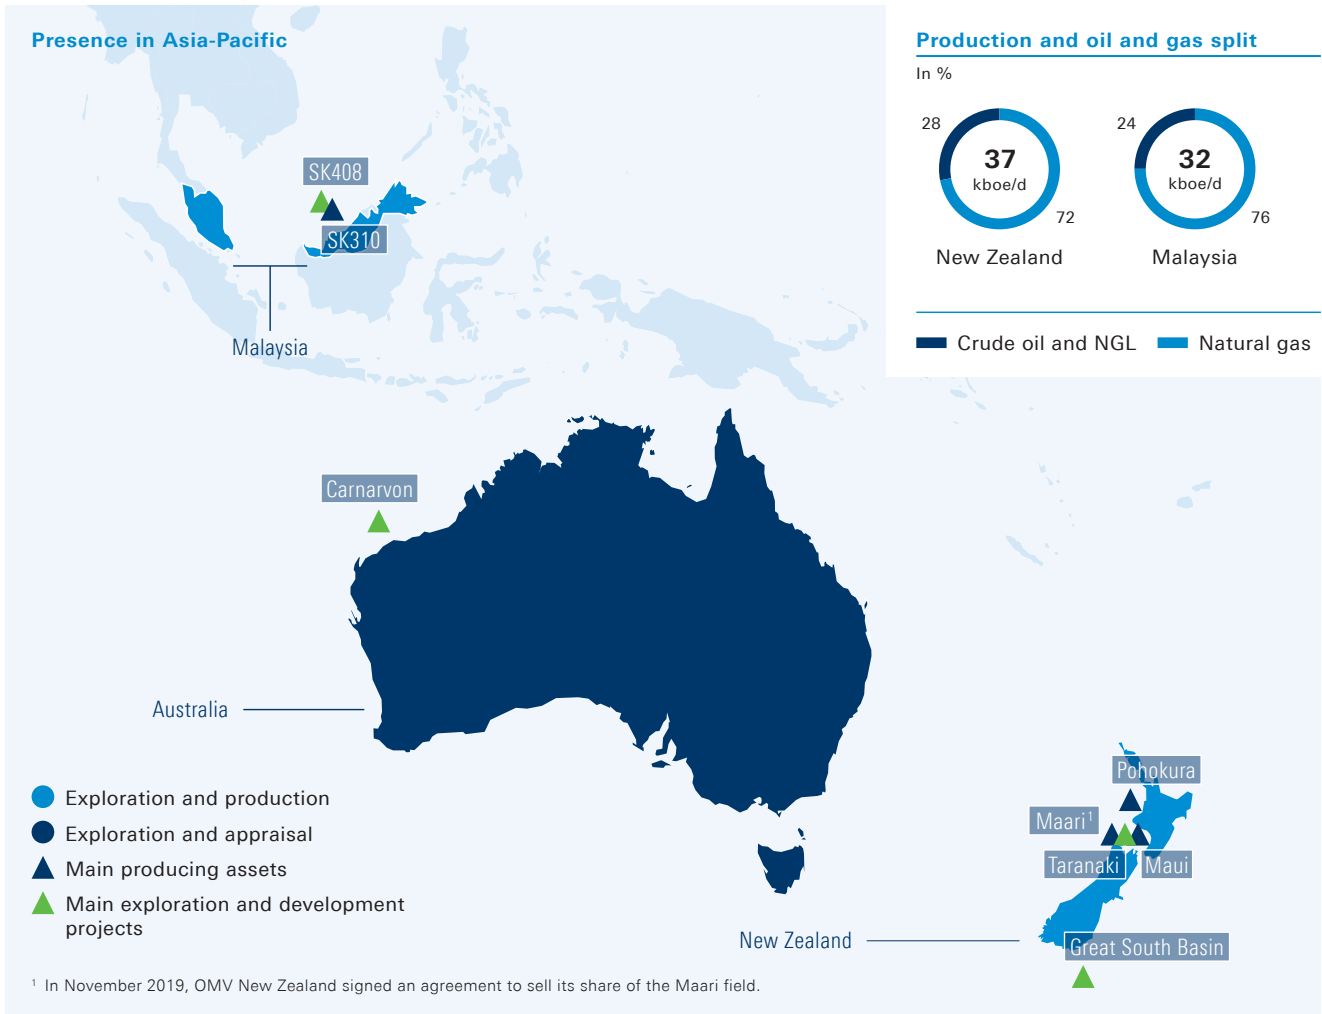 Presence in Asia-Pacific
Production and oil and gas split
In %
28
37
kboe/d
72
New Zealand
24
32
kboe/d
76
Malaysia
Crude oil and NGL
Natural gas
SK408
SK310
Malaysia
Carnarvon
Australia
Pohokura
Maari¹
Taranaki
Maui
New Zealand
Great South Basin
Exploration and production
Exploration and appraisal
Main producing assets
Main exploration and development
projects
¹ In November 2019, OMV New Zealand signed an agreement to sell its share of the Maari field.